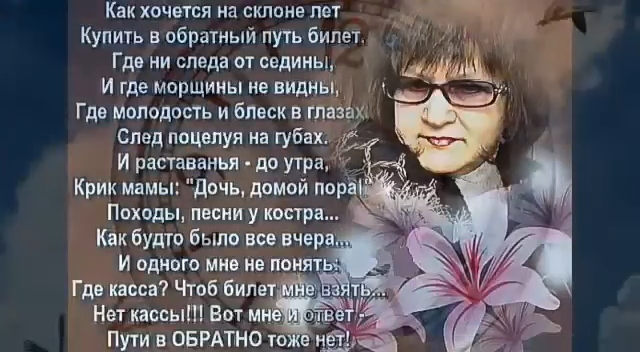 Как хочется на склоне лет
Купить в обратный путь билет,
Где ни следа от седины,
И где морщины не видны,
Где молодость и блеск в глазах,
След поцелуя на губах.
И раставанья - до утра,
Крик мамы: "Дочь, домой пора!"
Походы, песни у костра...
Как будто было все вчера...
И одного мне не понять:
Где касса? Чтоб билет мне взять...
Нет кассы!!! Вот мне и ответ -
Пути в ОБРАТНО тоже нет!